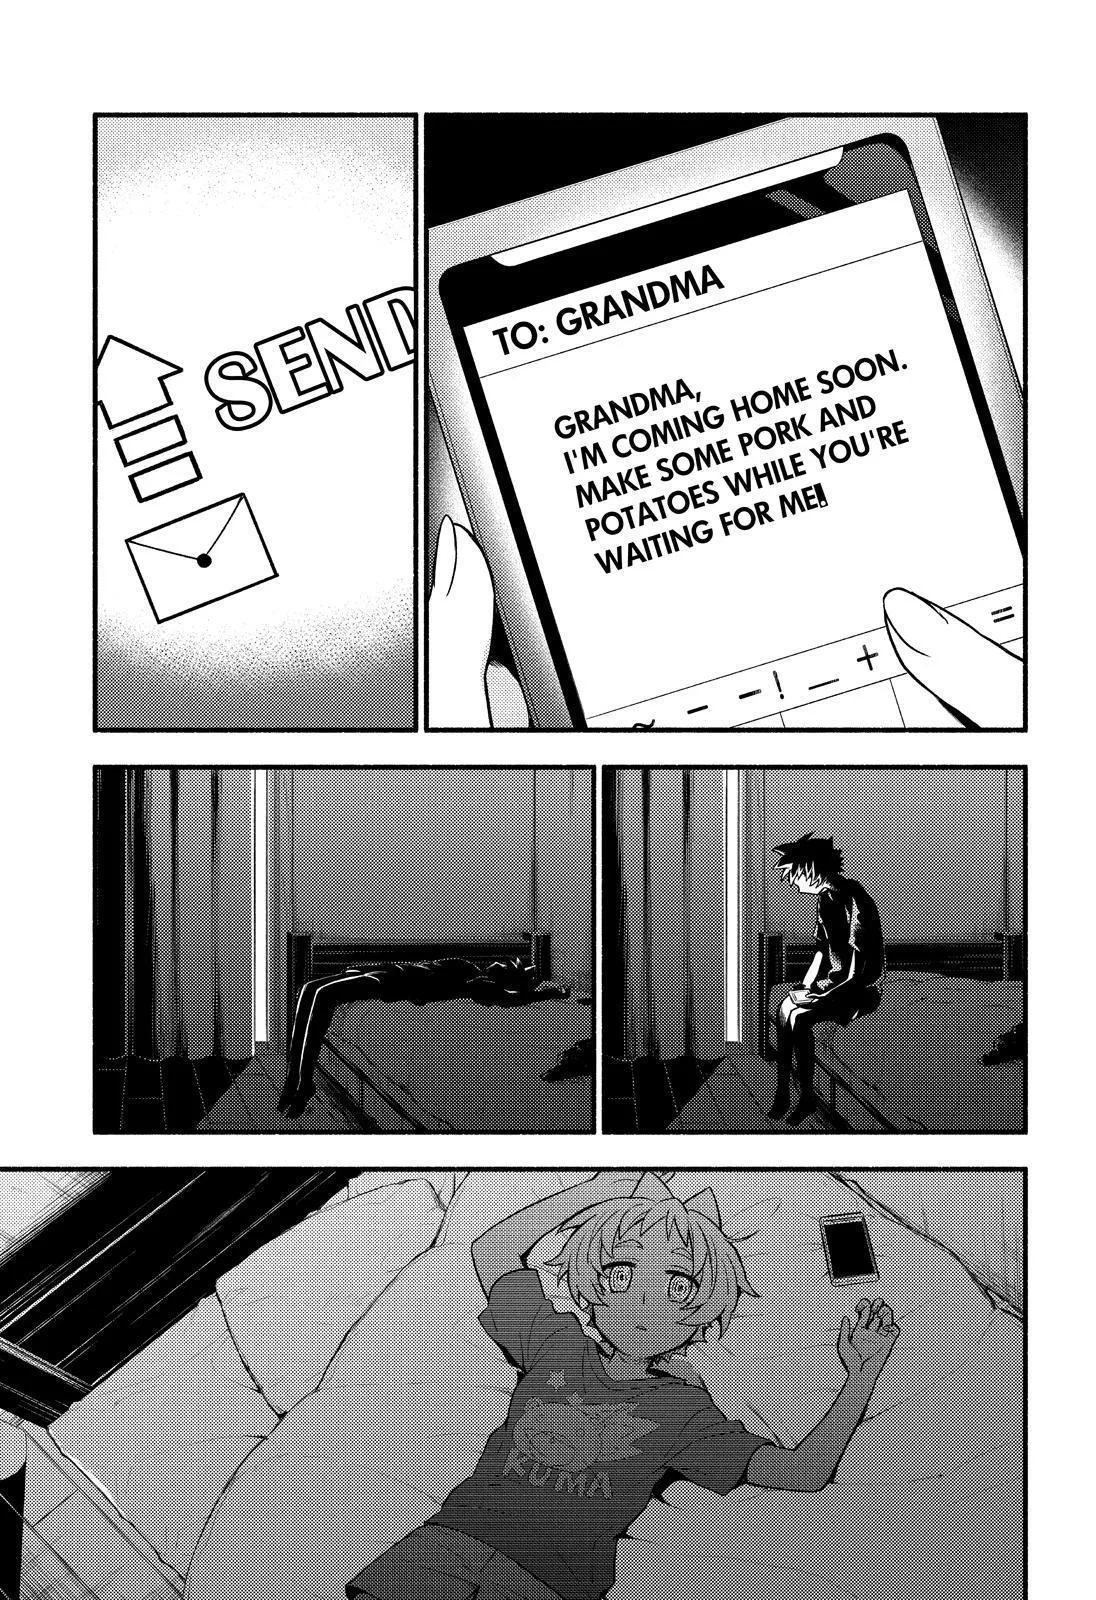 TO: GRANDMA
GRANDMA,
I'M COMING HOME SOON.
MAKE SOME PORK AND
POTATOES WHILE YOU'RE
WAITING FOR ME.
~ - -! — + =
SEND
KUMA